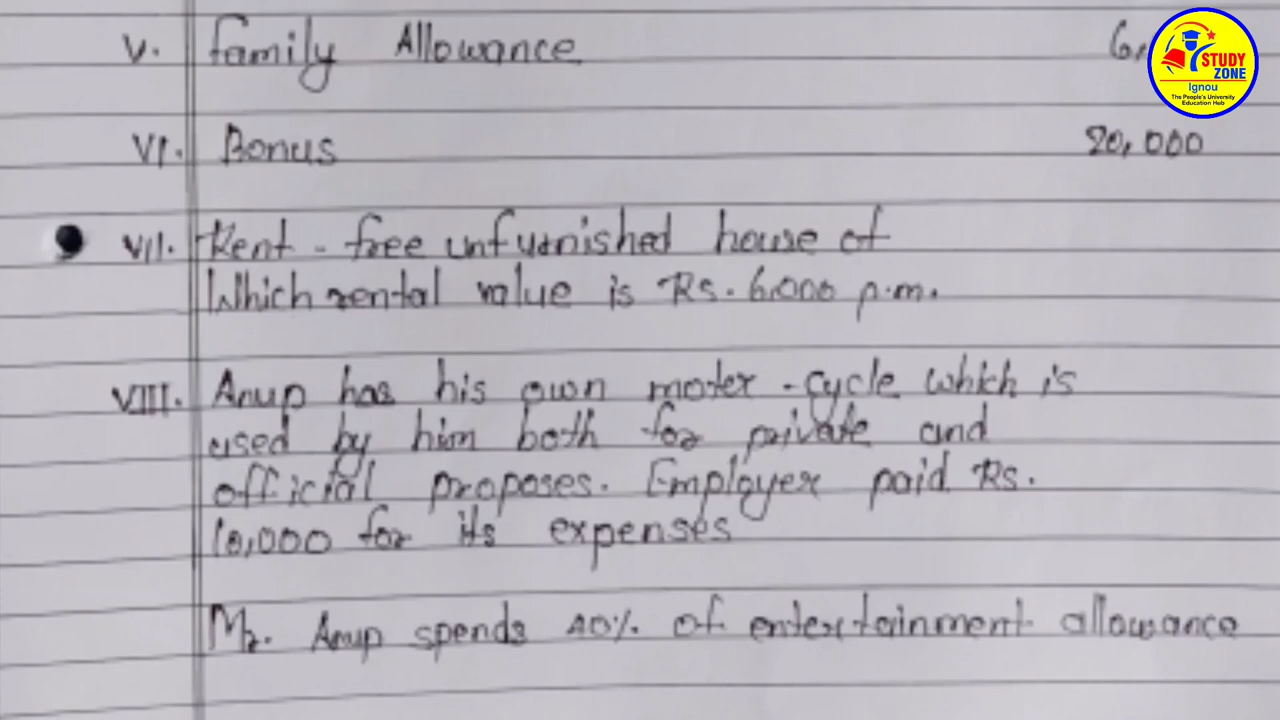 V. Family Allowance 6,
VI. Bonus 20,000
VII. Rent - free unfurnished house of
Which rental value is Rs. 6,000 p.m.
VIII. Anup has his own moter - cycle which is
used by him both for private and
official proposes. Employer paid Rs.
10,000 for its expenses
Mr. Anup spends 40% of entertainment allowance
STUDY
ZONE
Ignou
The People's University
Education Hub